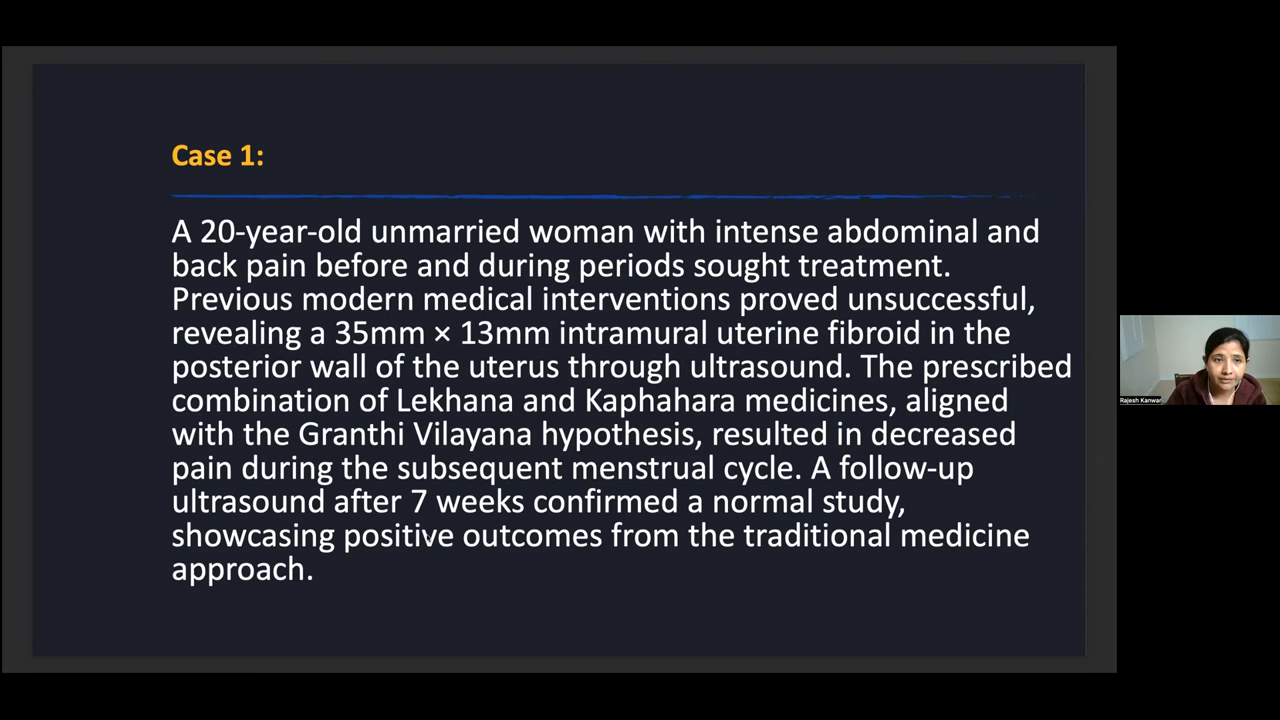 Case 1:
A 20-year-old unmarried woman with intense abdominal and
back pain before and during periods sought treatment.
Previous modern medical interventions proved unsuccessful,
revealing a 35mm × 13mm intramural uterine fibroid in the
posterior wall of the uterus through ultrasound. The prescribed
combination of Lekhana and Kaphahara medicines, aligned
with the Granthi Vilayana hypothesis, resulted in decreased
pain during the subsequent menstrual cycle. A follow-up
ultrasound after 7 weeks confirmed a normal study,
showcasing positive outcomes from the traditional medicine
approach.
Rajesh Kanwar